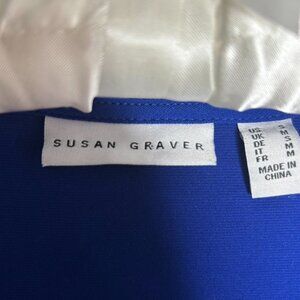 SUSAN GRAVER
US S
UK M
DE S
IT M
FR M
MADE IN
CHINA